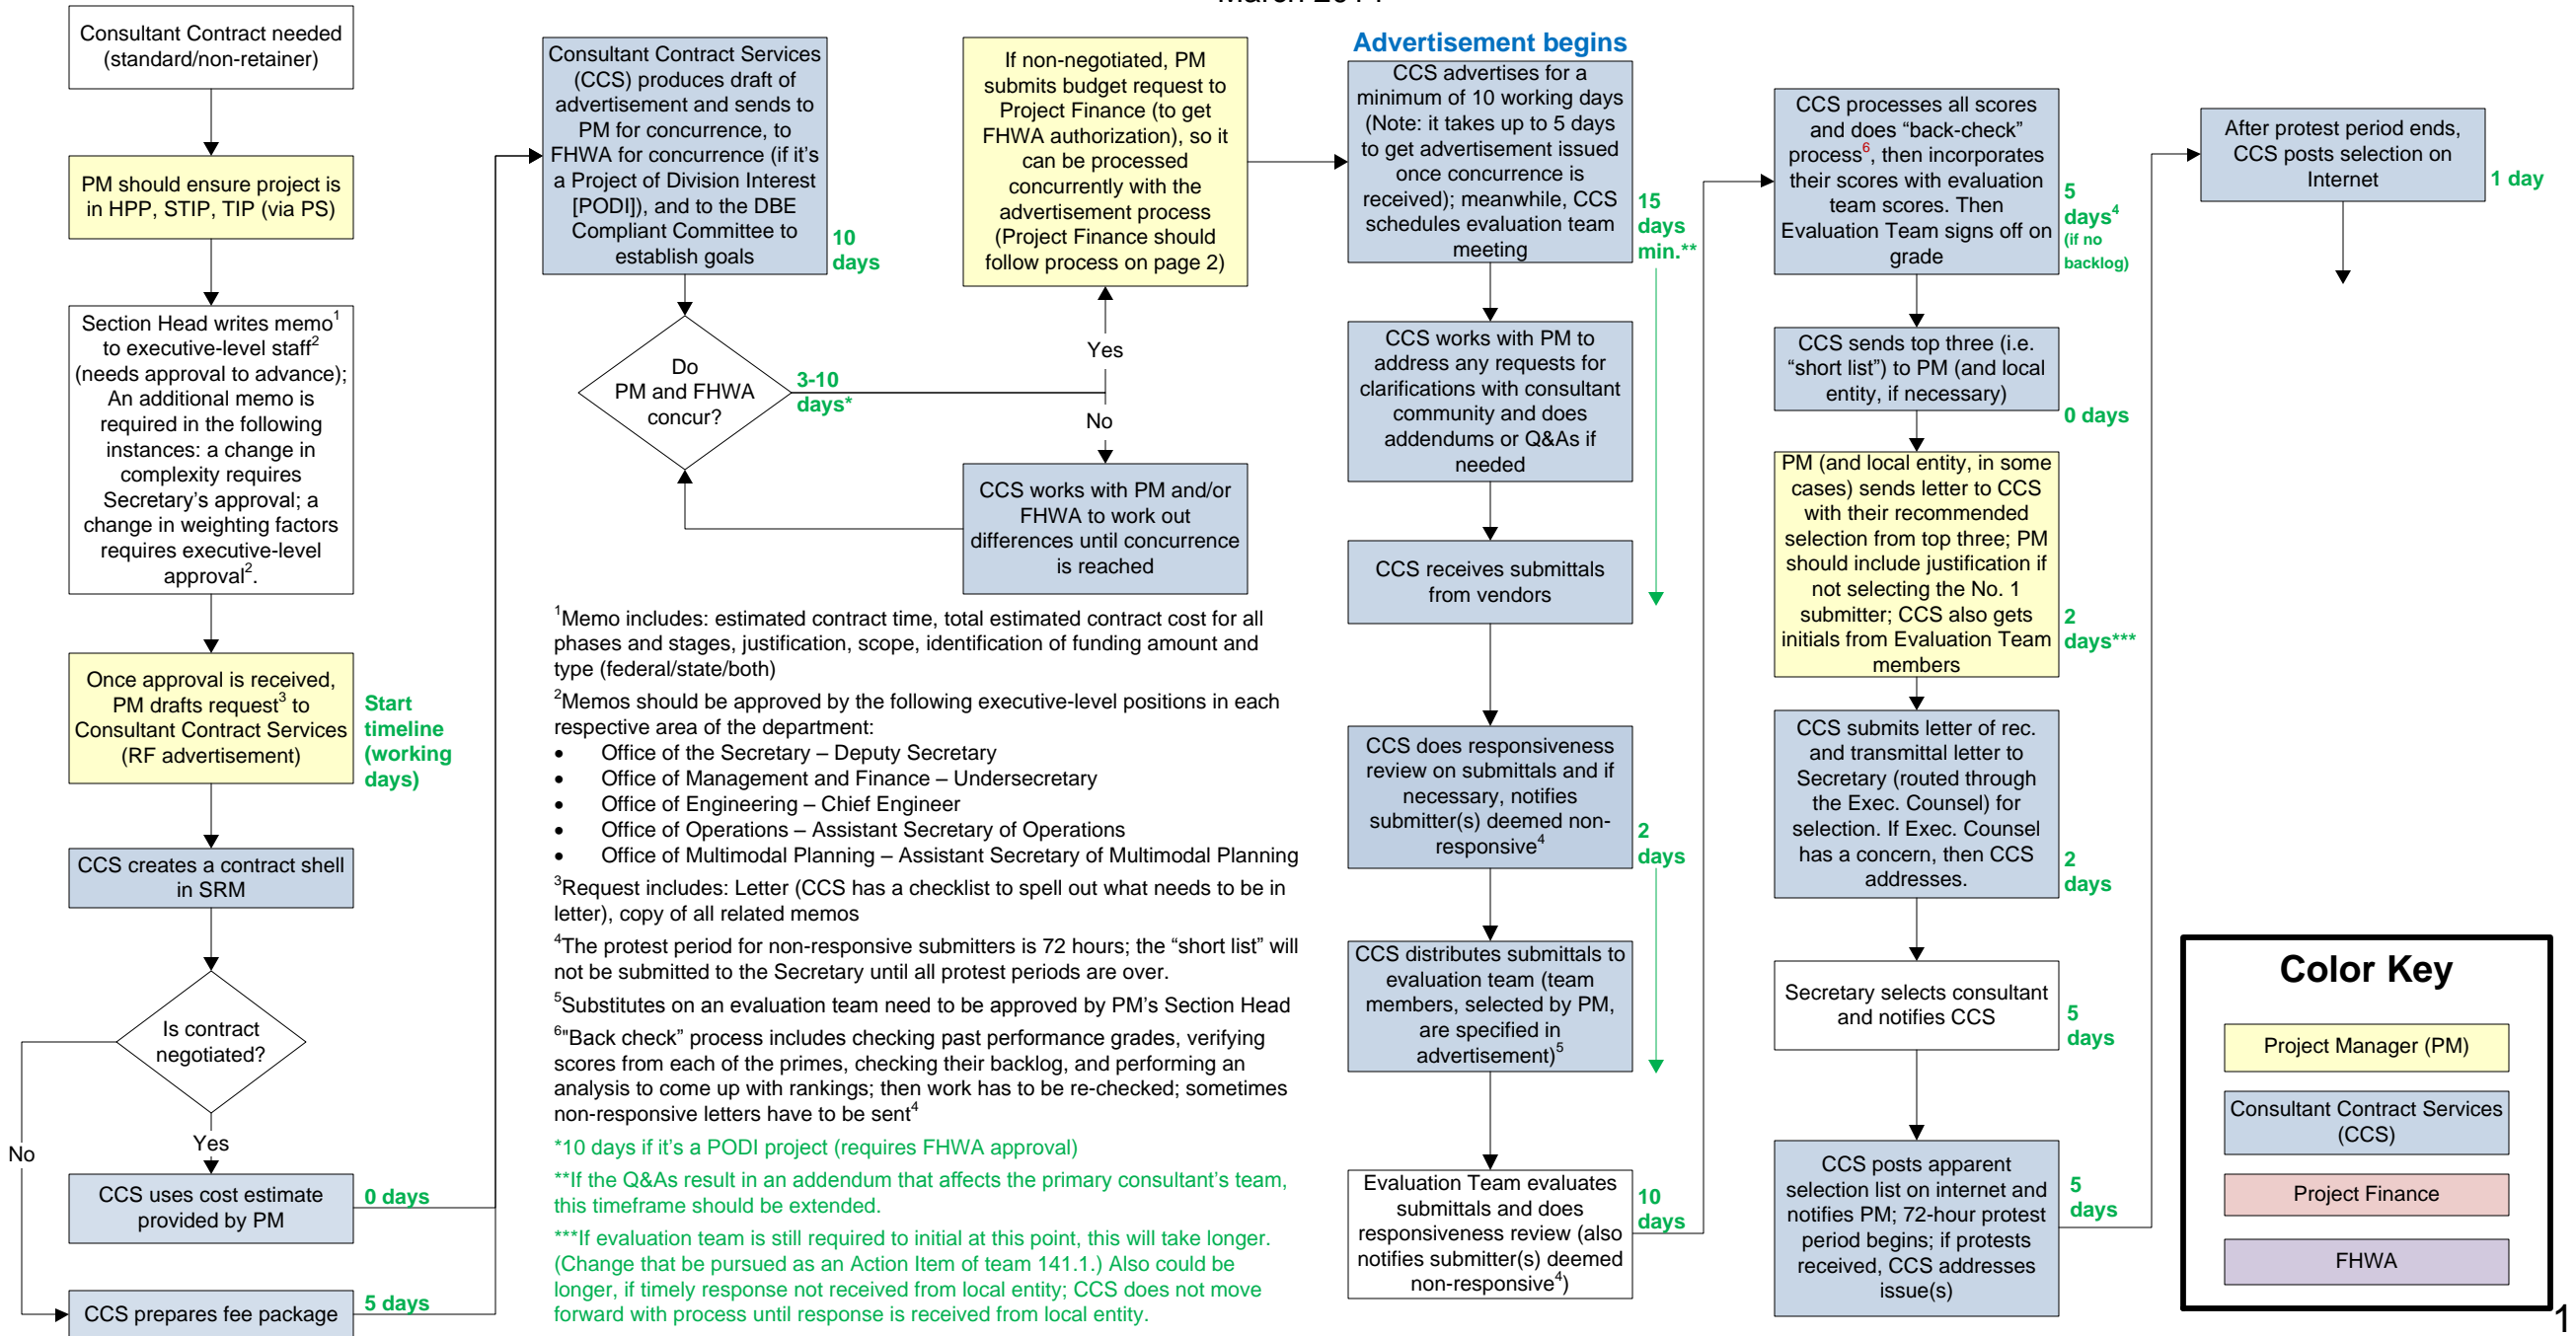 Consultant Contract needed
(standard/non-retainer)
PM should ensure project is
in HPP, STIP, TIP (via PS)
Section Head writes memo1
to executive-level staff2
(needs approval to advance);
An additional memo is
required in the following
instances: a change in
complexity requires
Secretary's approval; a
change in weighting factors
requires executive-level
approval2.
Once approval is received,
PM drafts request3 to
Consultant Contract Services
(RF advertisement)
Start
timeline
(working
days)
CCS creates a contract shell
in SRM
Is contract
negotiated?
No
Yes
CCS uses cost estimate
provided by PM
0 days
CCS prepares fee package
5 days
Consultant Contract Services
(CCS) produces draft of
advertisement and sends to
PM for concurrence, to
FHWA for concurrence (if it's
a Project of Division Interest
[PODI]), and to the DBE
Compliant Committee to
establish goals
10
days
Do
PM and FHWA
concur?
3-10
days*
Yes
No
If non-negotiated, PM
submits budget request to
Project Finance (to get
FHWA authorization), so it
can be processed
concurrently with the
advertisement process
(Project Finance should
follow process on page 2)
CCS works with PM and/or
FHWA to work out
differences until concurrence
is reached
1Memo includes: estimated contract time, total estimated contract cost for all
phases and stages, justification, scope, identification of funding amount and
type (federal/state/both)
2Memos should be approved by the following executive-level positions in each
respective area of the department:
• Office of the Secretary – Deputy Secretary
• Office of Management and Finance – Undersecretary
• Office of Engineering – Chief Engineer
• Office of Operations – Assistant Secretary of Operations
• Office of Multimodal Planning – Assistant Secretary of Multimodal Planning
3Request includes: Letter (CCS has a checklist to spell out what needs to be in
letter), copy of all related memos
4The protest period for non-responsive submitters is 72 hours; the "short list" will
not be submitted to the Secretary until all protest periods are over.
5Substitutes on an evaluation team need to be approved by PM's Section Head
6"Back check" process includes checking past performance grades, verifying
scores from each of the primes, checking their backlog, and performing an
analysis to come up with rankings; then work has to be re-checked; sometimes
non-responsive letters have to be sent4
*10 days if it's a PODI project (requires FHWA approval)
**If the Q&As result in an addendum that affects the primary consultant's team,
this timeframe should be extended.
***If evaluation team is still required to initial at this point, this will take longer.
(Change that be pursued as an Action Item of team 141.1.) Also could be
longer, if timely response not received from local entity; CCS does not move
forward with process until response is received from local entity.
Advertisement begins
CCS advertises for a
minimum of 10 working days
(Note: it takes up to 5 days
to get advertisement issued
once concurrence is
received); meanwhile, CCS
schedules evaluation team
meeting
15
days
min.**
CCS works with PM to
address any requests for
clarifications with consultant
community and does
addendums or Q&As if
needed
CCS receives submittals
from vendors
CCS does responsiveness
review on submittals and if
necessary, notifies
submitter(s) deemed non-
responsive4
2
days
CCS distributes submittals to
evaluation team (team
members, selected by PM,
are specified in
advertisement)5
Evaluation Team evaluates
submittals and does
responsiveness review (also
notifies submitter(s) deemed
non-responsive4)
10
days
CCS processes all scores
and does "back-check"
process6, then incorporates
their scores with evaluation
team scores. Then
Evaluation Team signs off on
grade
5
days4
(if no
backlog)
CCS sends top three (i.e.
"short list") to PM (and local
entity, if necessary)
0 days
PM (and local entity, in some
cases) sends letter to CCS
with their recommended
selection from top three; PM
should include justification if
not selecting the No. 1
submitter; CCS also gets
initials from Evaluation Team
members
2
days***
CCS submits letter of rec.
and transmittal letter to
Secretary (routed through
the Exec. Counsel) for
selection. If Exec. Counsel
has a concern, then CCS
addresses.
2
days
Secretary selects consultant
and notifies CCS
5
days
CCS posts apparent
selection list on internet and
notifies PM; 72-hour protest
period begins; if protests
received, CCS addresses
issue(s)
5
days
After protest period ends,
CCS posts selection on
Internet
1 day
Color Key
Project Manager (PM)
Consultant Contract Services
(CCS)
Project Finance
FHWA
1